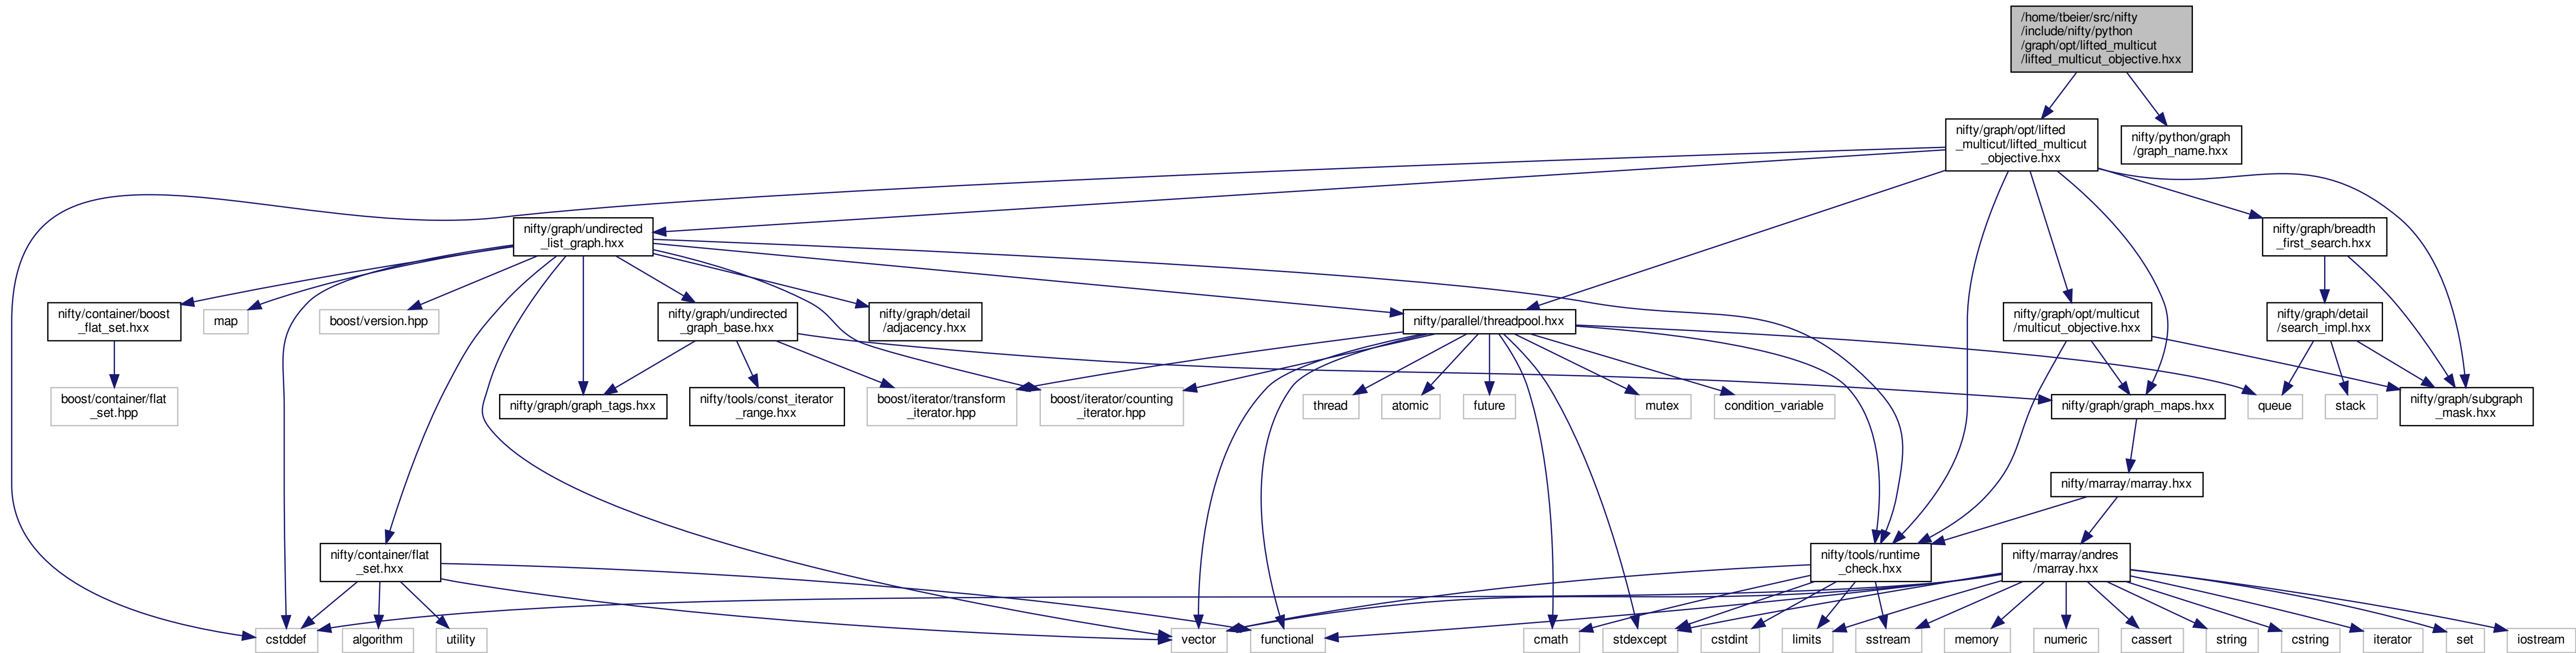 /home/tbeier/src/nifty
/include/nifty/python
/graph/opt/lifted_multicut
/lifted_multicut_objective.hxx
nifty/graph/opt/lifted
_multicut/lifted_multicut
_objective.hxx
nifty/python/graph
/graph_name.hxx
nifty/graph/undirected
_list_graph.hxx
nifty/graph/breadth
_first_search.hxx
nifty/container/boost
_flat_set.hxx
map
boost/version.hpp
nifty/graph/undirected
_graph_base.hxx
nifty/graph/detail
/adjacency.hxx
nifty/parallel/threadpool.hxx
nifty/graph/opt/multicut
/multicut_objective.hxx
nifty/graph/detail
/search_impl.hxx
boost/container/flat
_set.hpp
nifty/graph/graph_tags.hxx
nifty/tools/const_iterator
_range.hxx
boost/iterator/transform
_iterator.hpp
boost/iterator/counting
_iterator.hpp
thread
atomic
future
mutex
condition_variable
nifty/graph/graph_maps.hxx
queue
stack
nifty/graph/subgraph
_mask.hxx
nifty/marray/marray.hxx
nifty/container/flat
_set.hxx
nifty/tools/runtime
_check.hxx
nifty/marray/andres
/marray.hxx
cstddef
algorithm
utility
vector
functional
cmath
stdexcept
cstdint
limits
sstream
memory
numeric
cassert
string
cstring
iterator
set
iostream